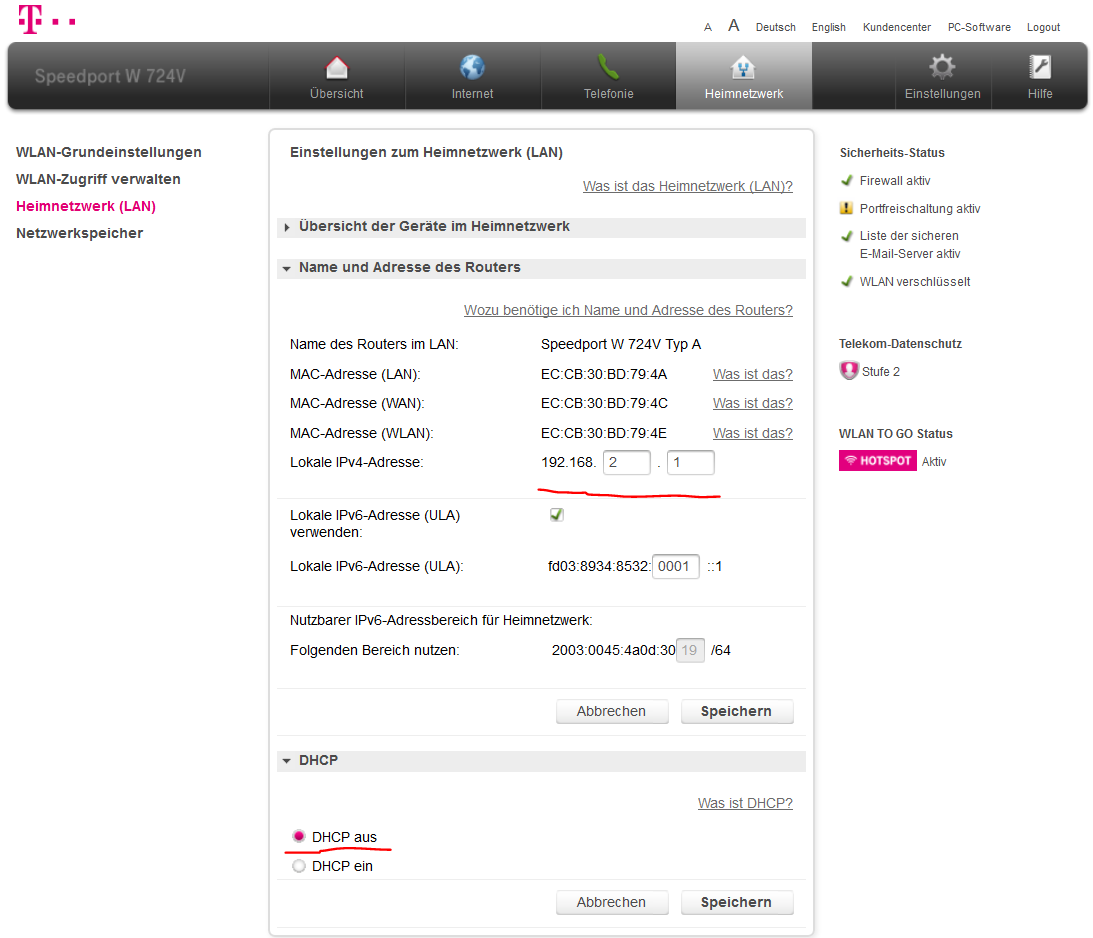 T
A A Deutsch English Kundencenter PC-Software Logout
Speedport W 724V
Übersicht
Internet
Telefonie
Heimnetzwerk
Einstellungen
Hilfe
WLAN-Grundeinstellungen
WLAN-Zugriff verwalten
Heimnetzwerk (LAN)
Netzwerkspeicher
Einstellungen zum Heimnetzwerk (LAN)
Was ist das Heimnetzwerk (LAN)?
Übersicht der Geräte im Heimnetzwerk
Name und Adresse des Routers
Wozu benötige ich Name und Adresse des Routers?
Name des Routers im LAN: Speedport W 724V Typ A
MAC-Adresse (LAN): EC:CB:30:BD:79:4A Was ist das?
MAC-Adresse (WAN): EC:CB:30:BD:79:4C Was ist das?
MAC-Adresse (WLAN): EC:CB:30:BD:79:4E Was ist das?
Lokale IPv4-Adresse: 192.168. 2 . 1
Lokale IPv6-Adresse (ULA)
verwenden:
Lokale IPv6-Adresse (ULA): fd03:8934:8532: 0001 ::1
Nutzbarer IPv6-Adressbereich für Heimnetzwerk:
Folgenden Bereich nutzen: 2003:0045:4a0d:30 19 /64
Abbrechen Speichern
DHCP
Was ist DHCP?
DHCP aus
DHCP ein
Abbrechen Speichern
Sicherheits-Status
Firewall aktiv
Portfreischaltung aktiv
Liste der sicheren
E-Mail-Server aktiv
WLAN verschlüsselt
Telekom-Datenschutz
Stufe 2
WLAN TO GO Status
HOTSPOT Aktiv